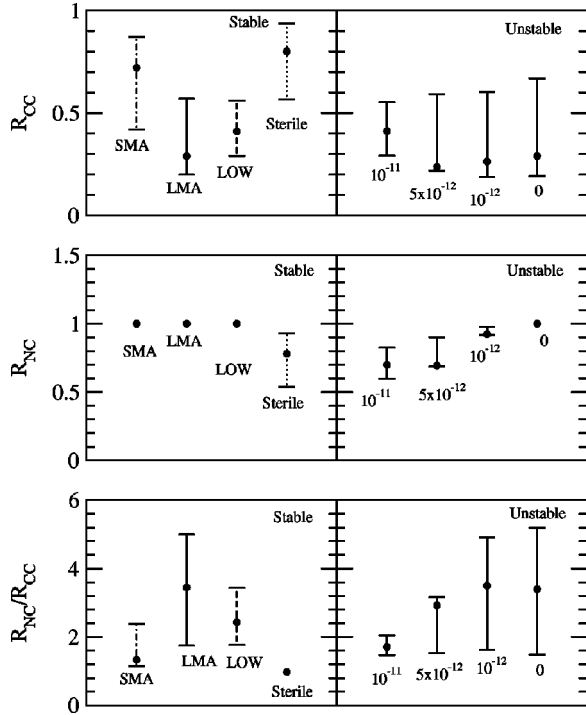 1
Stable
Unstable
R_CC
0.5
SMA
LMA
LOW
Sterile
10^-11
5x10^-12
10^-12
0
0
1.5
Stable
Unstable
R_NC
1
SMA
LMA
LOW
Sterile
10^-11
5x10^-12
10^-12
0
0.5
0
6
Stable
Unstable
R_NC/R_CC
4
2
SMA
LMA
LOW
Sterile
10^-11
5x10^-12
10^-12
0
0